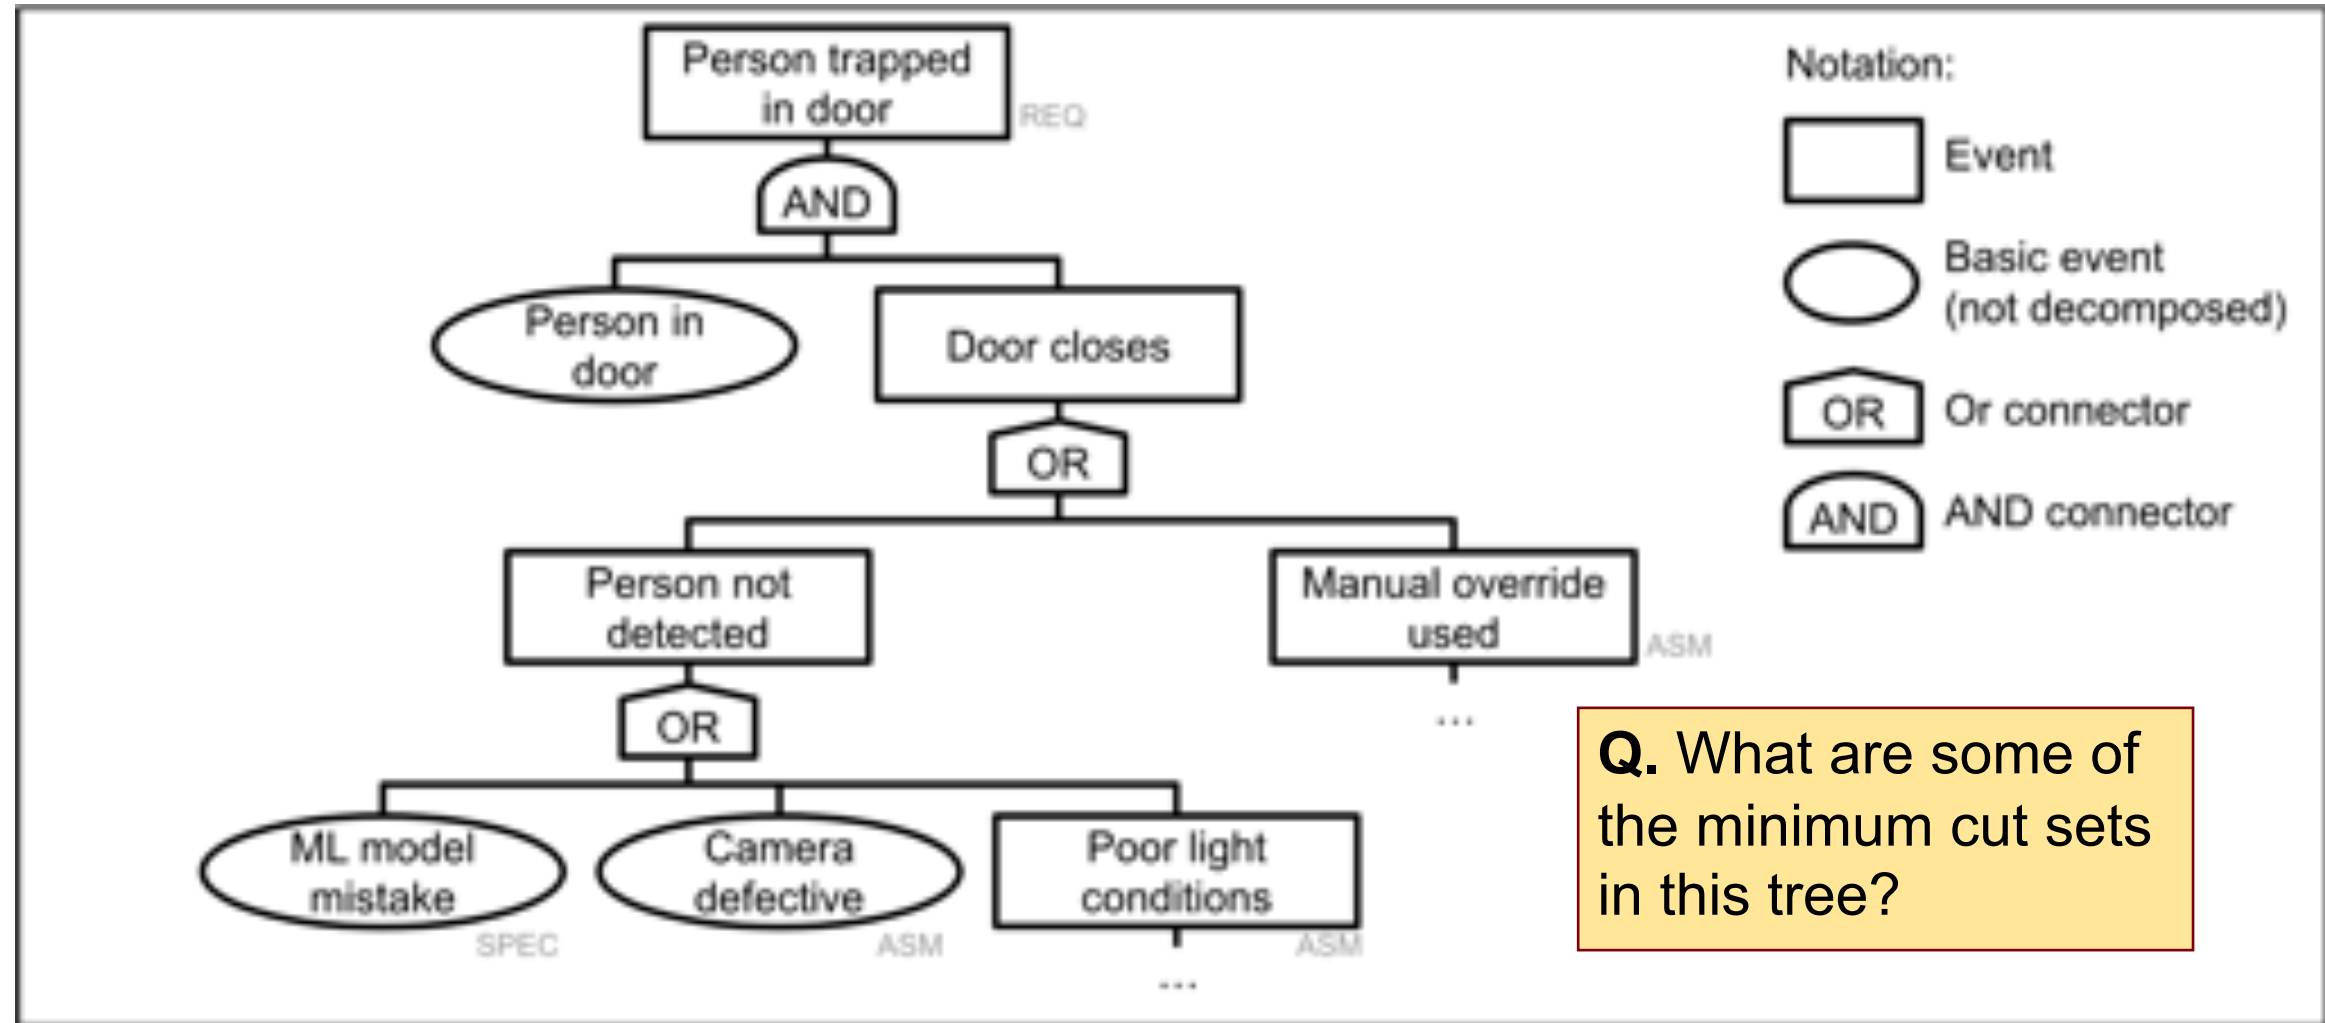 Person trapped
in door
REQ
AND
Person in
door
Door closes
OR
Person not
detected
Manual override
used
ASM
...
OR
ML model
mistake
SPEC
Camera
defective
ASM
Poor light
conditions
ASM
...
Notation:
Event
Basic event
(not decomposed)
OR
Or connector
AND
AND connector
Q. What are some of
the minimum cut sets
in this tree?